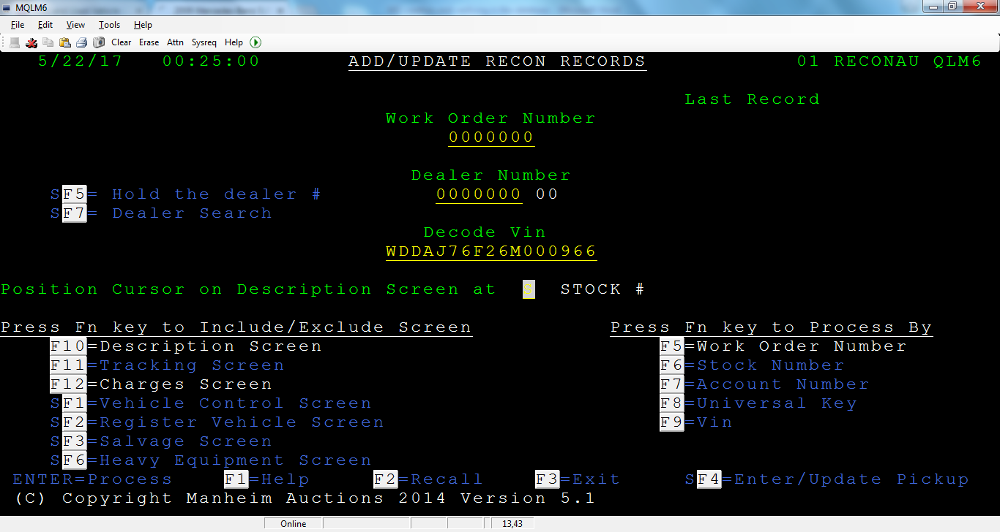 MQLM6
File Edit View Tools Help
Clear Erase Attn Sysreq Help
5/22/17 00:25:00 ADD/UPDATE RECON RECORDS 01 RECONAU QLM6
Last Record
Work Order Number
0000000
Dealer Number
SF5= Hold the dealer # 0000000 00
SF7= Dealer Search
Decode Vin
WDDAJ76F26M000966
Position Cursor on Description Screen at STOCK #
Press Fn key to Include/Exclude Screen Press Fn key to Process By
F10=Description Screen F5=Work Order Number
F11=Tracking Screen F6=Stock Number
F12=Charges Screen F7=Account Number
SF1=Vehicle Control Screen F8=Universal Key
SF2=Register Vehicle Screen F9=Vin
SF3=Salvage Screen
SF6=Heavy Equipment Screen
ENTER=Process F1=Help F2=Recall F3=Exit SF4=Enter/Update Pickup
(C) Copyright Manheim Auctions 2014 Version 5.1
Online 13,43